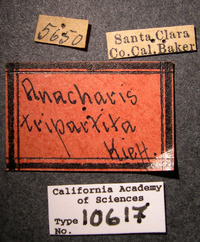 5650
Santa Clara
Co. Cal. Baker
Anacharis
tripartita
Kieff.
California Academy
of Sciences
Type
No. 10617